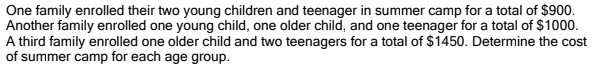 One family enrolled their two young children and teenager in summer camp for a total of $900.
Another family enrolled one young child, one older child, and one teenager for a total of $1000.
A third family enrolled one older child and two teenagers for a total of $1450. Determine the cost
of summer camp for each age group.